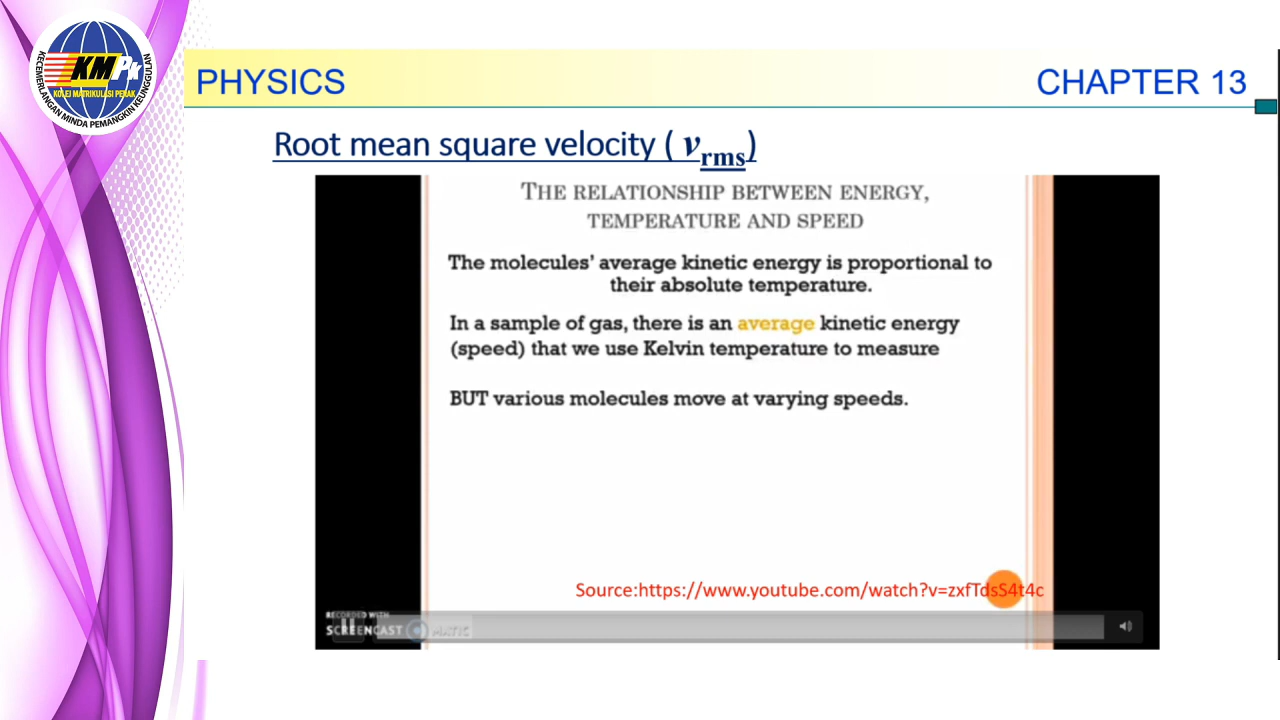 KMPk
KOLEJ MATRIKULASI PERAK
KECEMERLANGAN MINDA PEMANGKIN KEUNGGULAN
PHYSICS
CHAPTER 13
Root mean square velocity ( vrms)
THE RELATIONSHIP BETWEEN ENERGY,
TEMPERATURE AND SPEED
The molecules' average kinetic energy is proportional to
their absolute temperature.
In a sample of gas, there is an average kinetic energy
(speed) that we use Kelvin temperature to measure
BUT various molecules move at varying speeds.
Source:https://www.youtube.com/watch?v=zxfTdsS4t4c
RECORDED WITH
SCREENCAST MATIC